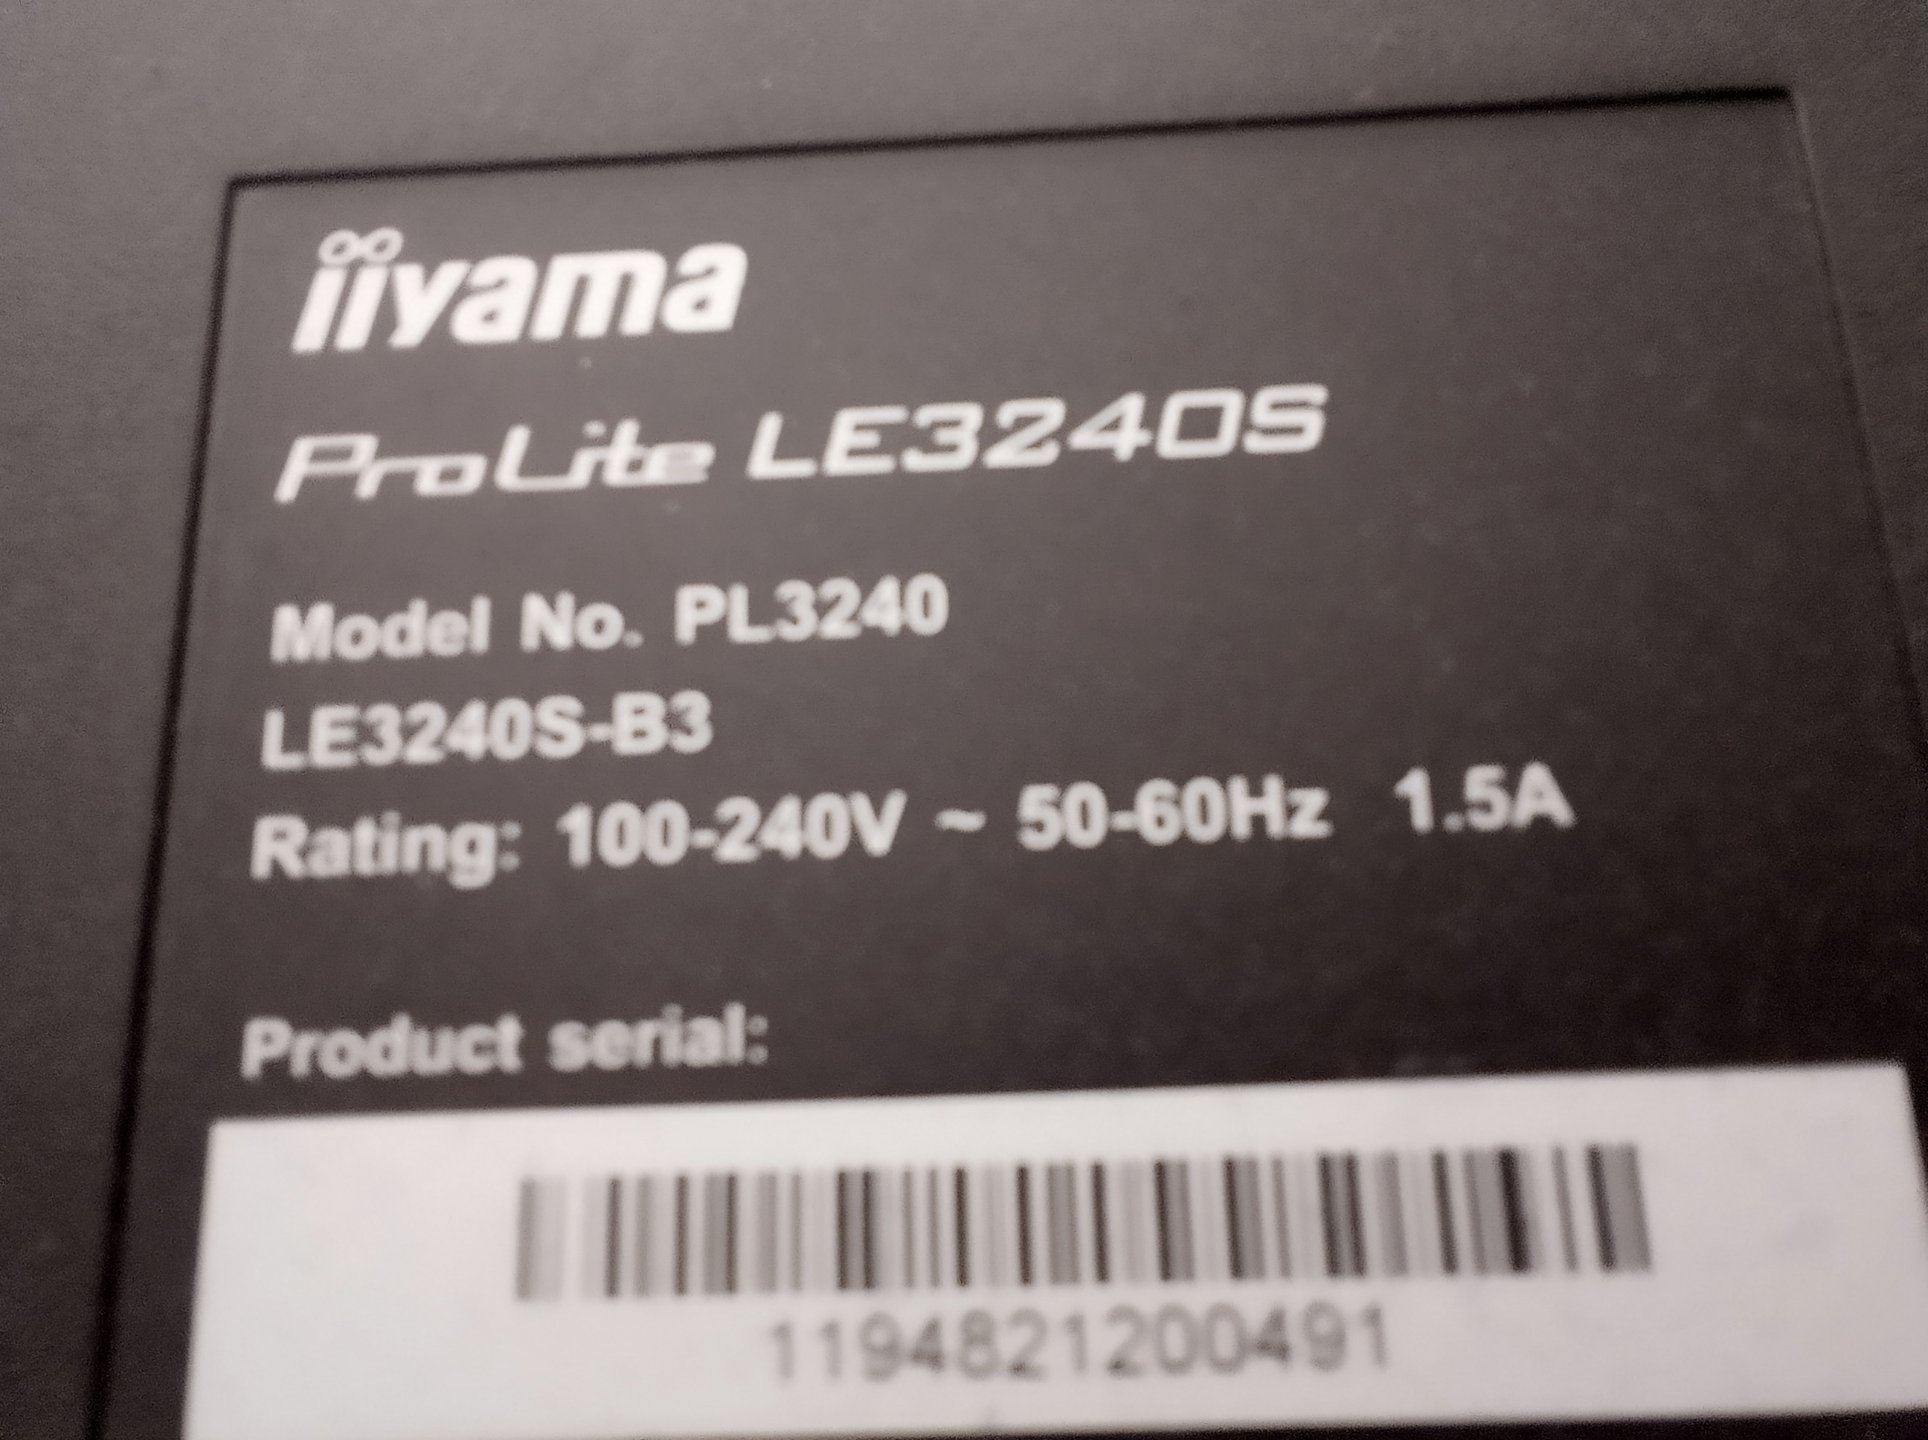 iiyama
ProLite LE3240S
Model No. PL3240
LE3240S-B3
Rating: 100-240V ~ 50-60Hz 1.5A
Product serial:
1194821200491